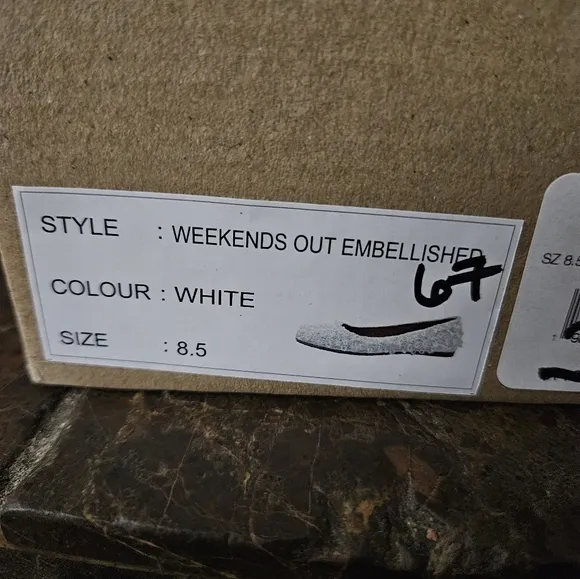 STYLE : WEEKENDS OUT EMBELLISHED
67
COLOUR : WHITE
SIZE : 8.5
SZ 8.5